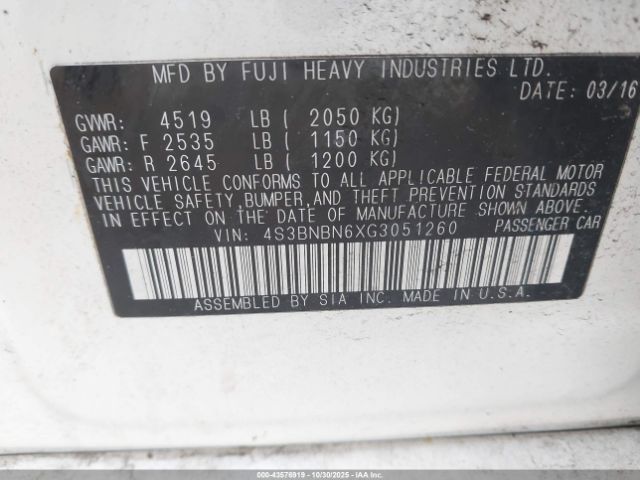 MFD BY FUJI HEAVY INDUSTRIES LTD.
DATE: 03/16
GVWR: 4519 LB ( 2050 KG)
GAWR: F 2535 LB ( 1150 KG)
GAWR: R 2645 LB ( 1200 KG)
THIS VEHICLE CONFORMS TO ALL APPLICABLE FEDERAL MOTOR
VEHICLE SAFETY, BUMPER, AND THEFT PREVENTION STANDARDS
IN EFFECT ON THE DATE OF MANUFACTURE SHOWN ABOVE.
VIN: 4S3BNBN6XG3051260 PASSENGER CAR
ASSEMBLED BY SIA INC. MADE IN U.S.A.
000-43576919 • 10/30/2025 • IAAI.COM